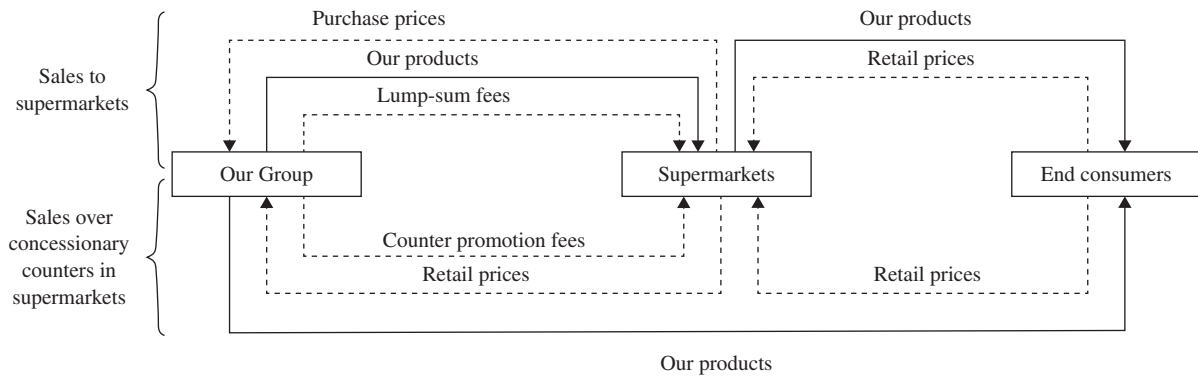 Purchase prices
Our products
Our products
Retail prices
Sales to
supermarkets
Lump-sum fees
Our Group
Supermarkets
End consumers
Sales over
concessionary
counters in
supermarkets
Counter promotion fees
Retail prices
Retail prices
Our products